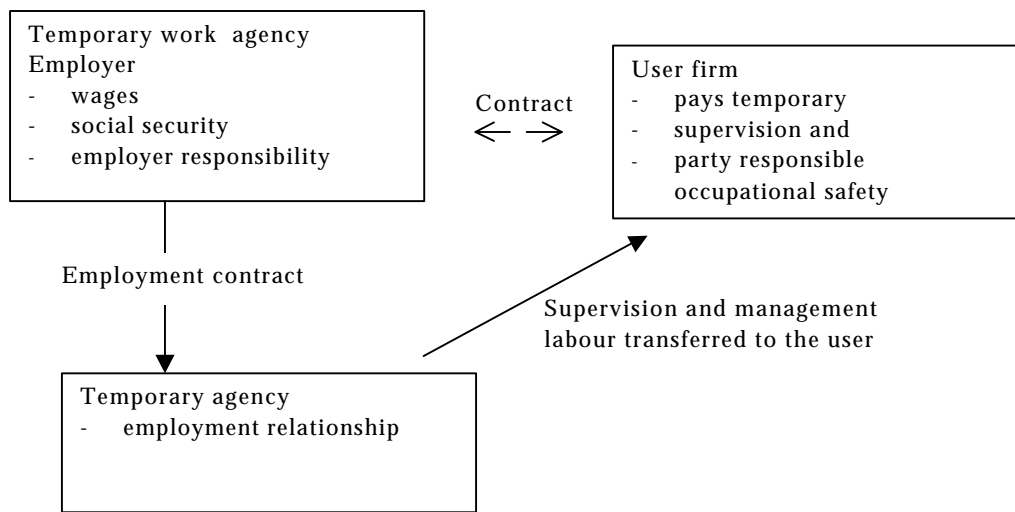 Temporary work agency
Employer
- wages
- social security
- employer responsibility
Contract
User firm
- pays temporary
- supervision and
- party responsible
occupational safety
Employment contract
Supervision and management
labour transferred to the user
Temporary agency
- employment relationship